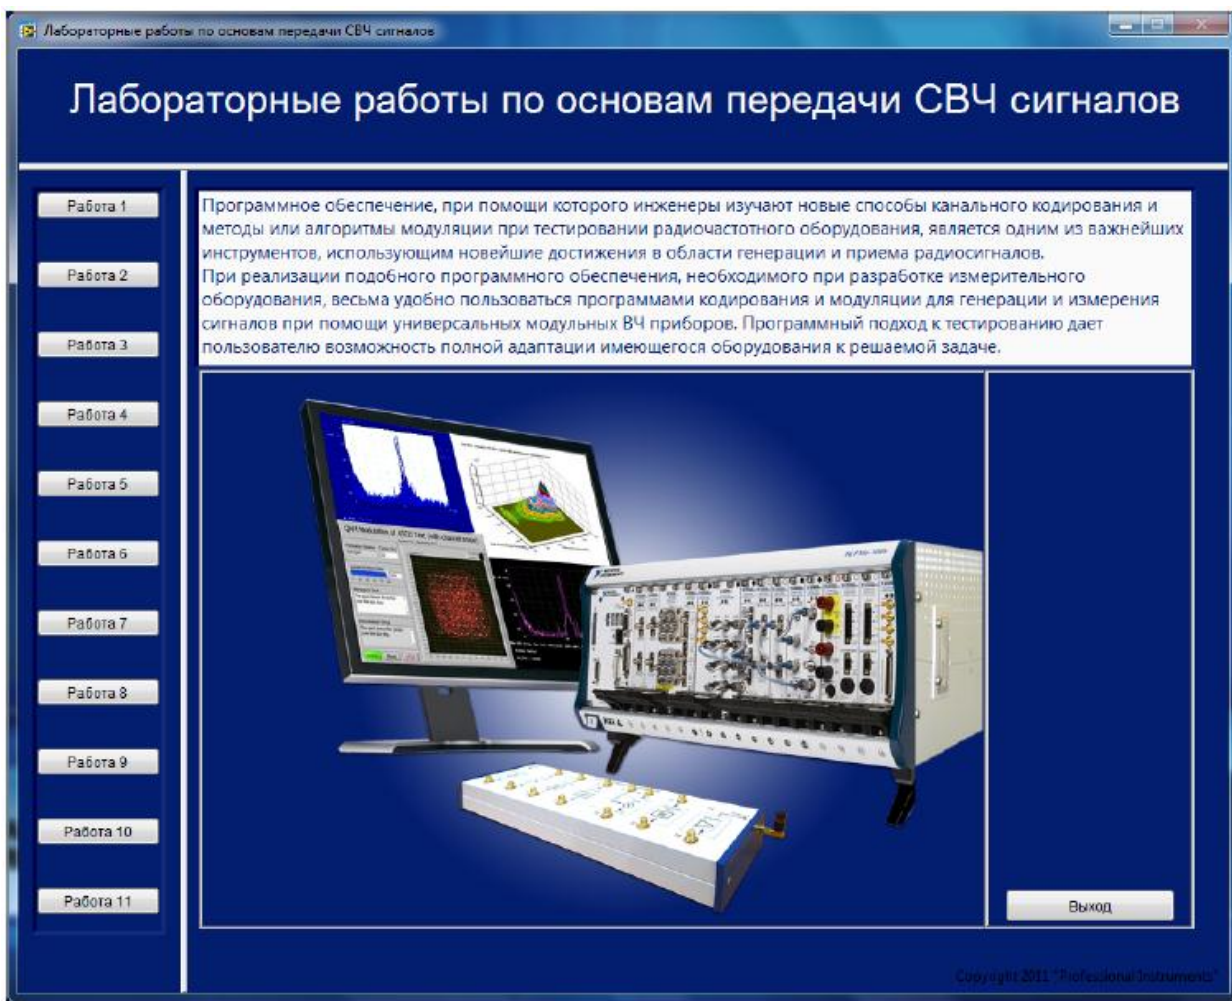 Лабораторные работы по основам передачи СВЧ сигналов
Лабораторные работы по основам передачи СВЧ сигналов
Работа 1
Работа 2
Работа 3
Работа 4
Работа 5
Работа 6
Работа 7
Работа 8
Работа 9
Работа 10
Работа 11
Программное обеспечение, при помощи которого инженеры изучают новые способы канального кодирования и
методы или алгоритмы модуляции при тестировании радиочастотного оборудования, является одним из важнейших
инструментов, использующим новейшие достижения в области генерации и приема радиосигналов.
При реализации подобного программного обеспечения, необходимого при разработке измерительного
оборудования, весьма удобно пользоваться программами кодирования и модуляции для генерации и измерения
сигналов при помощи универсальных модульных ВЧ приборов. Программный подход к тестированию дает
пользователю возможность полной адаптации имеющегося оборудования к решаемой задаче.
Выход
Copyright 2011 "Professional Instruments"